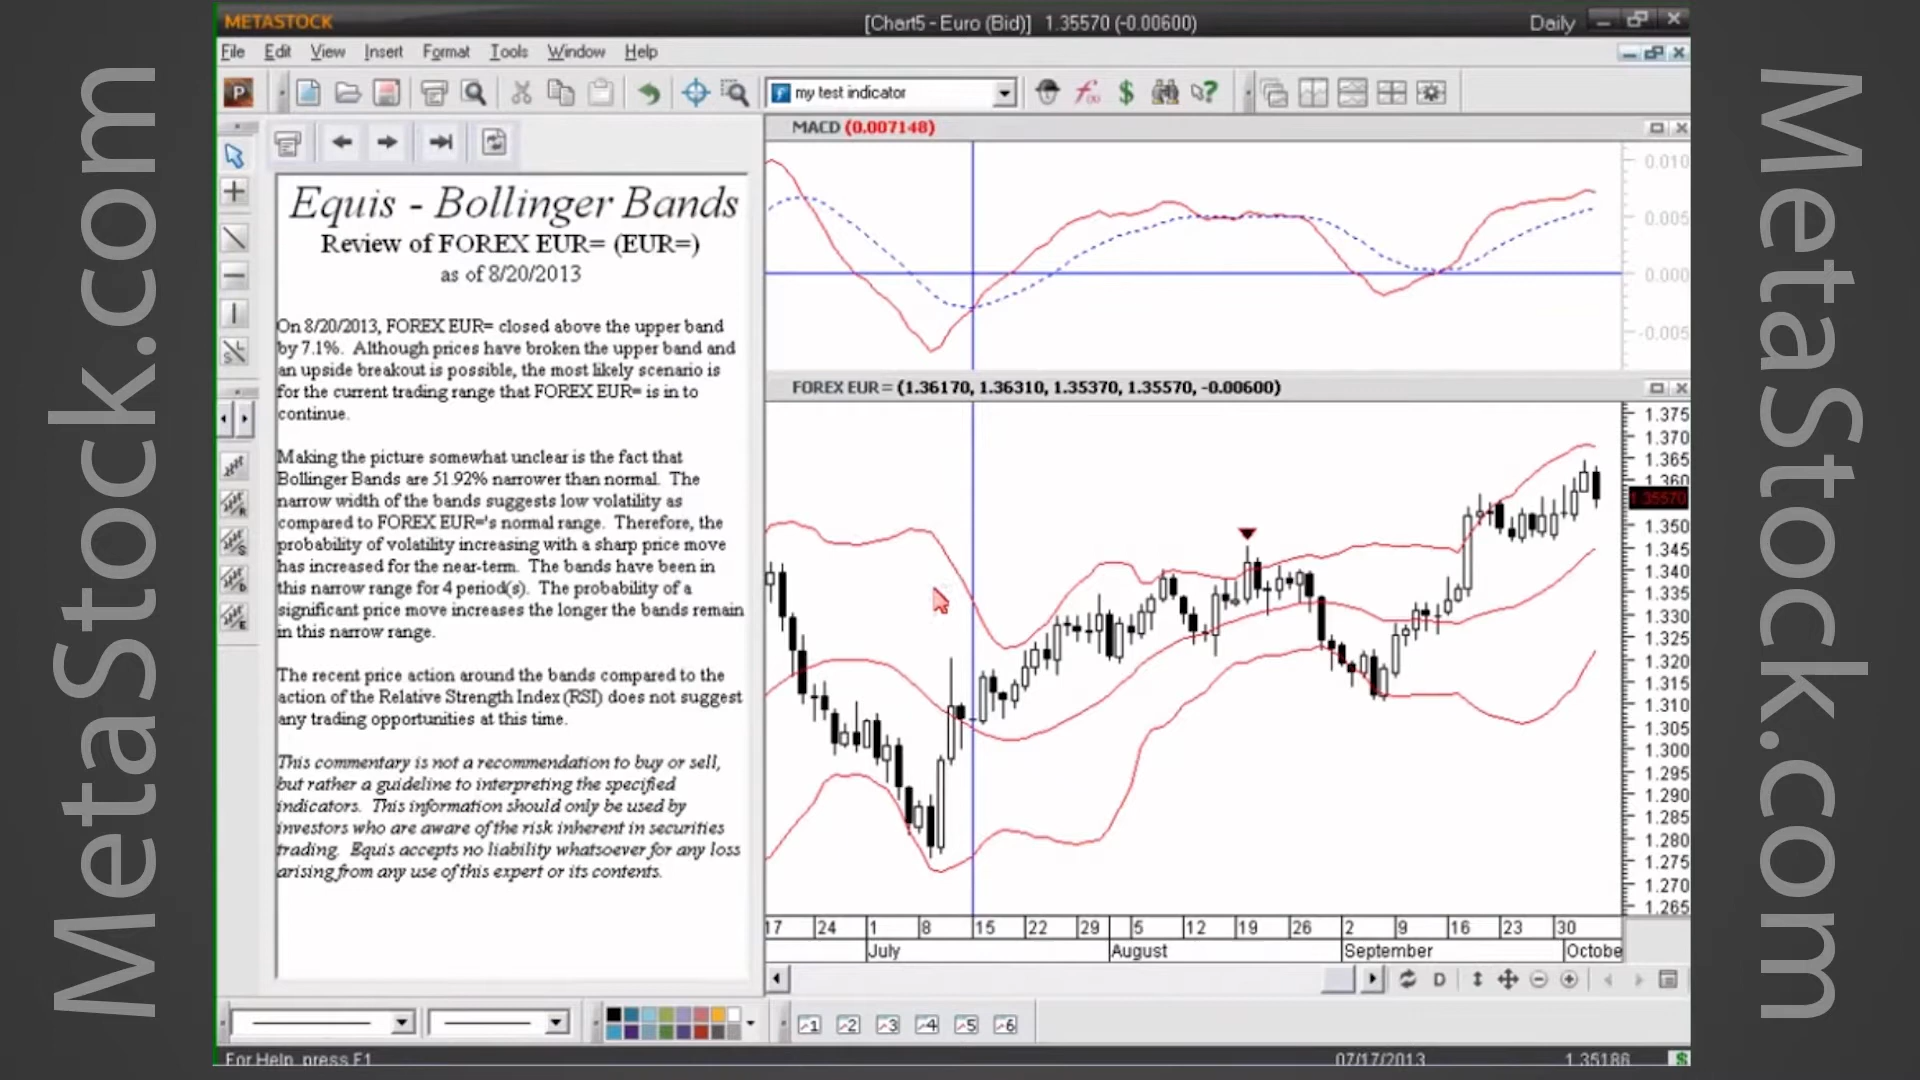 MetaStock.com
METASTOCK
[Chart5 - Euro (Bid)] 1.35570 (-0.00600)
Daily
File Edit View Insert Format Tools Window Help
my test indicator
Equis - Bollinger Bands
Review of FOREX EUR= (EUR=)
as of 8/20/2013
On 8/20/2013, FOREX EUR= closed above the upper band
by 7.1%. Although prices have broken the upper band and
an upside breakout is possible, the most likely scenario is
for the current trading range that FOREX EUR= is in to
continue.
Making the picture somewhat unclear is the fact that
Bollinger Bands are 51.92% narrower than normal. The
narrow width of the bands suggests low volatility as
compared to FOREX EUR='s normal range. Therefore, the
probability of volatility increasing with a sharp price move
has increased for the near-term. The bands have been in
this narrow range for 4 period(s). The probability of a
significant price move increases the longer the bands remain
in this narrow range.
The recent price action around the bands compared to the
action of the Relative Strength Index (RSI) does not suggest
any trading opportunities at this time.
This commentary is not a recommendation to buy or sell,
but rather a guideline to interpreting the specified
indicators. This information should only be used by
investors who are aware of the risk inherent in securities
trading. Equis accepts no liability whatsoever for any loss
arising from any use of this expert or its contents.
MACD (0.007148)
0.010
0.005
0.000
-0.005
FOREX EUR= (1.36170, 1.36310, 1.35370, 1.35570, -0.00600)
1.375
1.370
1.365
1.360
1.35570
1.350
1.345
1.340
1.335
1.330
1.325
1.320
1.315
1.310
1.305
1.300
1.295
1.290
1.285
1.280
1.275
1.270
1.265
17 24 1 8 15 22 29 5 12 19 26 2 9 16 23 30
July August September Octobe
D
1 2 3 4 5 6
For Help, press F1
07/17/2013
1.35186
MetaStock.com